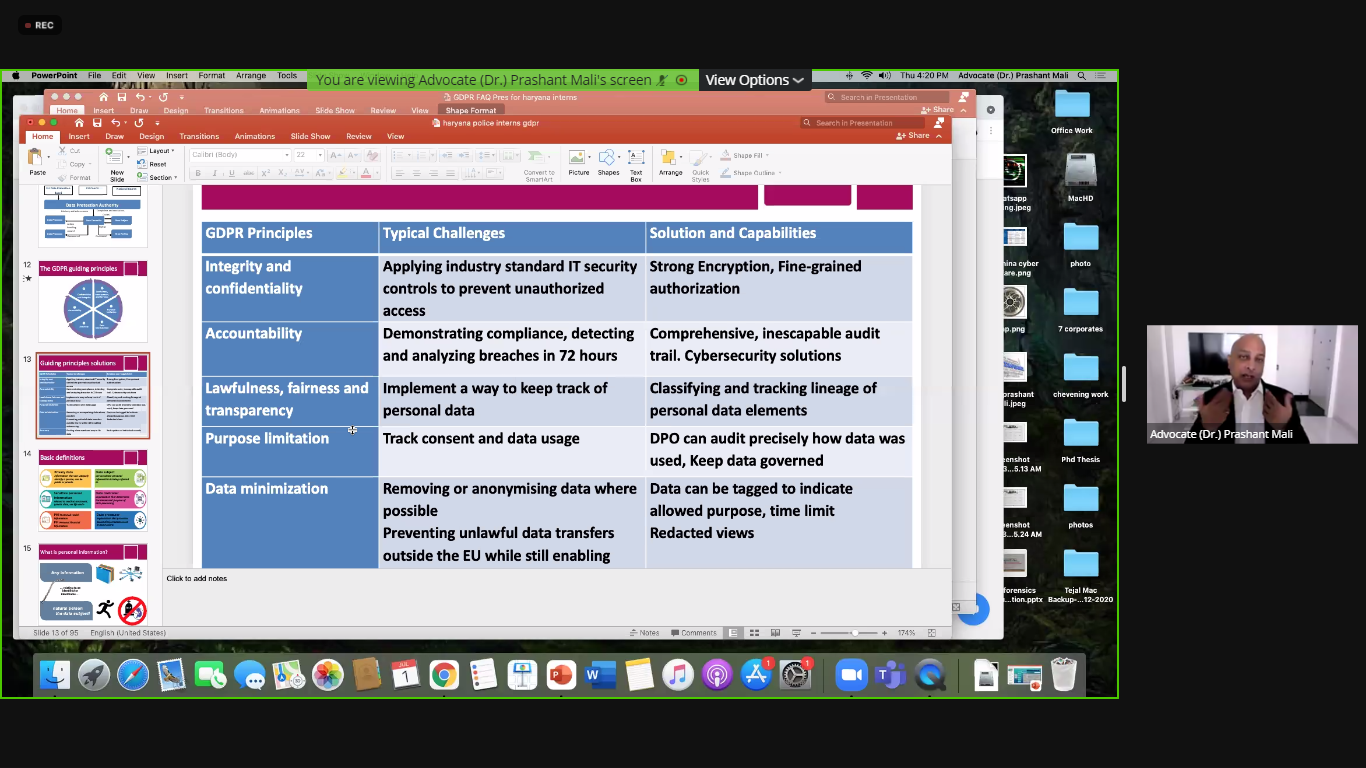 REC
PowerPoint File Edit View Insert Format Arrange Tools
You are viewing Advocate (Dr.) Prashant Mali's screen
View Options
Thu 4:20 PM Advocate (Dr.) Prashant Mali
GDPR FAQ Pres for haryana interns
Search in Presentation
Home Insert Draw Design Transitions Animations Slide Show Review View Shape Format
Share
haryana police interns gdpr
Search in Presentation
Home Insert Draw Design Transitions Animations Slide Show Review View
Share
Paste
Cut
Copy
Format
New
Slide
Layout
Reset
Section
Calibri (Body) 22
Convert to
SmartArt
Picture
Shapes
Text
Box
Arrange
Quick
Styles
Shape Fill
Shape Outline
Data Protection Authority
12
The GDPR guiding principles
13
Guiding principles solutions
14
Basic definitions
15
What is personal information?
Any information
GDPR Principles Typical Challenges Solution and Capabilities
Integrity and
confidentiality
Applying industry standard IT security
controls to prevent unauthorized
access
Strong Encryption, Fine-grained
authorization
Accountability
Demonstrating compliance, detecting
and analyzing breaches in 72 hours
Comprehensive, inescapable audit
trail. Cybersecurity solutions
Lawfulness, fairness and
transparency
Implement a way to keep track of
personal data
Classifying and tracking lineage of
personal data elements
Purpose limitation
Track consent and data usage
DPO can audit precisely how data was
used, Keep data governed
Data minimization
Removing or anonymising data where
possible
Preventing unlawful data transfers
outside the EU while still enabling
Data can be tagged to indicate
allowed purpose, time limit
Redacted views
Click to add notes
Slide 13 of 95 English (United States)
Notes Comments 174%
Office Work
MacHD
photo
7 corporates
chevening work
Phd Thesis
photos
Tejal Mac
Backup-...12-2020
atsapp
ng.jpeg
ina cyber
are.png
p.png
prashant
li.jpeg
eenshot
3...5.13 AM
eenshot
3...5.24 AM
forensics
...tion.pptx
JUL
1
1
1
Advocate (Dr.) Prashant Mali